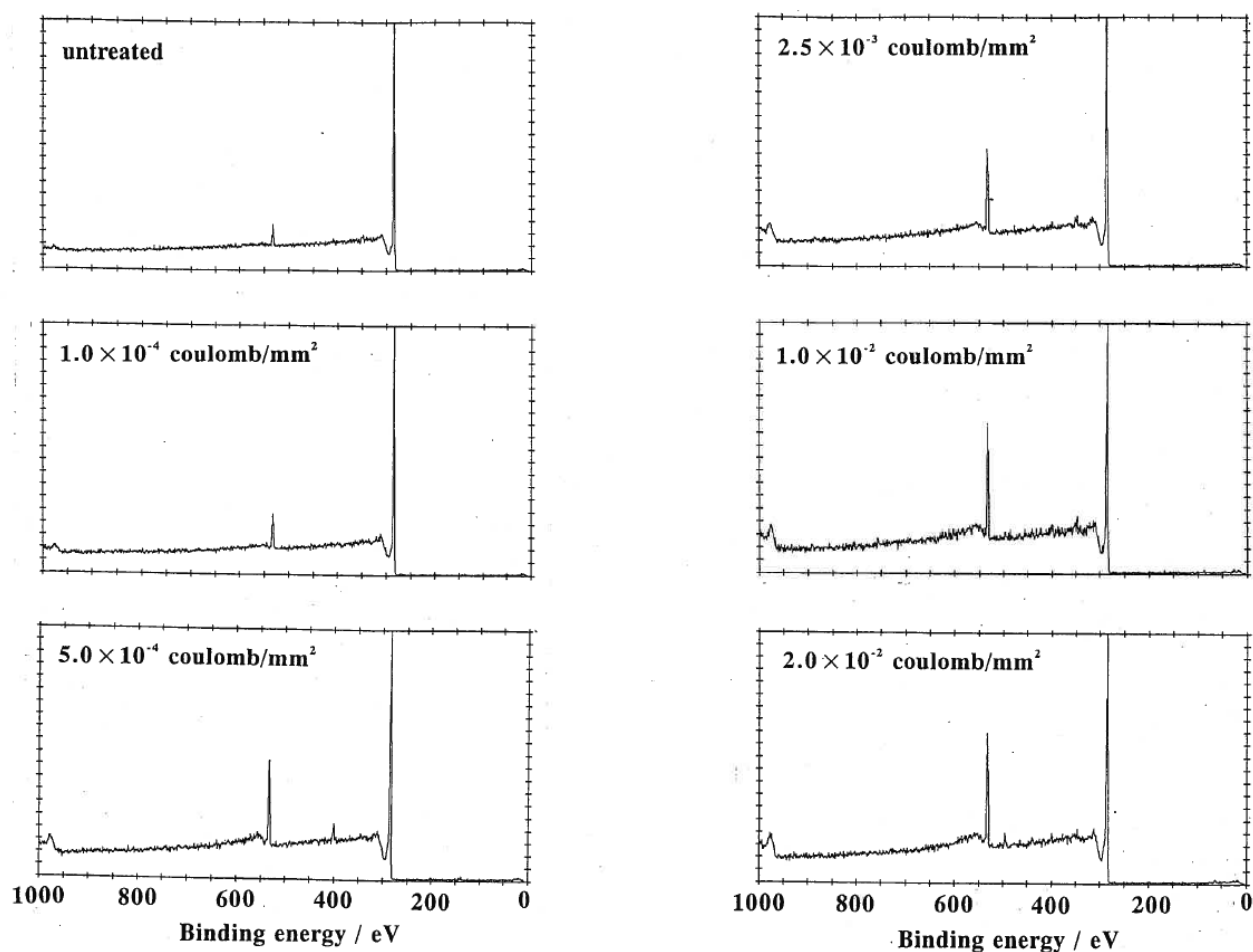 untreated
2.5 × 10⁻³ coulomb/mm²
1.0 × 10⁻⁴ coulomb/mm²
1.0 × 10⁻² coulomb/mm²
5.0 × 10⁻⁴ coulomb/mm²
2.0 × 10⁻² coulomb/mm²
1000 800 600 400 200 0
Binding energy / eV
1000 800 600 400 200 0
Binding energy / eV